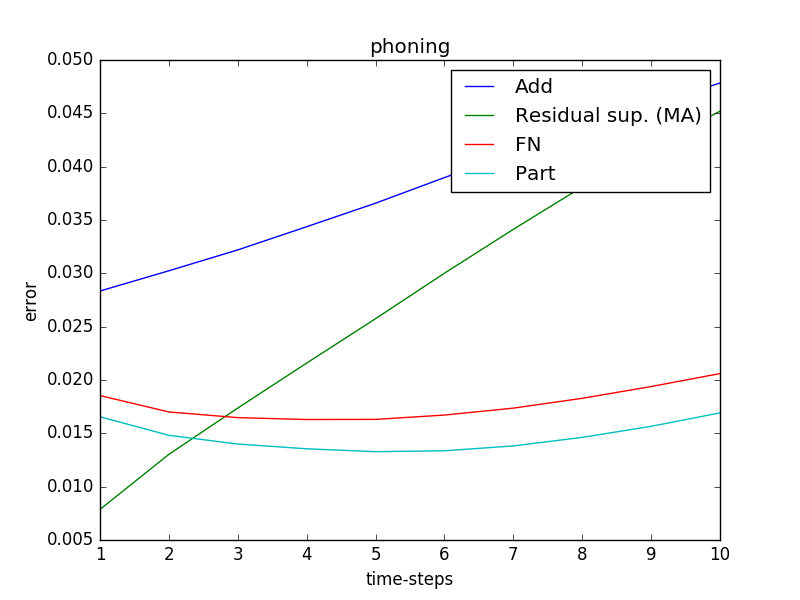 phoning
0.050
0.045
0.040
0.035
0.030
0.025
0.020
0.015
0.010
0.005
error
Add
Residual sup. (MA)
FN
Part
1 2 3 4 5 6 7 8 9 10
time-steps